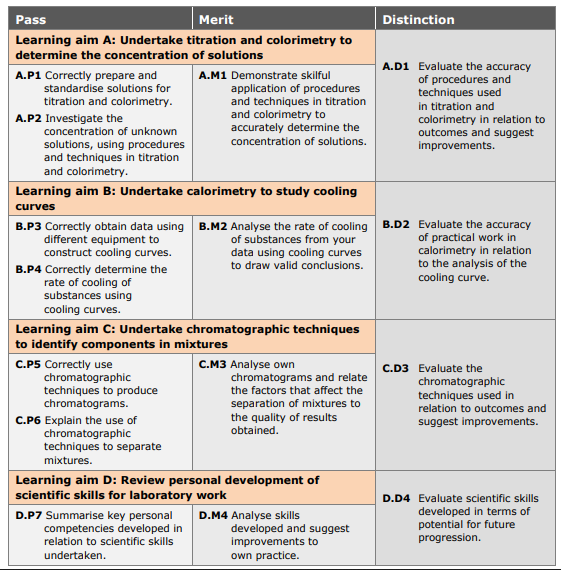 Pass
Merit
Distinction
Learning aim A: Undertake titration and colorimetry to
determine the concentration of solutions
A.P1 Correctly prepare and
standardise solutions for
titration and colorimetry.
A.P2 Investigate the
concentration of unknown
solutions, using procedures
and techniques in titration
and colorimetry.
A.M1 Demonstrate skilful
application of procedures
and techniques in titration
and colorimetry to
accurately determine the
concentration of solutions.
A.D1 Evaluate the accuracy
of procedures and
techniques used
in titration and
colorimetry in relation to
outcomes and suggest
improvements.
Learning aim B: Undertake calorimetry to study cooling
curves
B.P3 Correctly obtain data using
different equipment to
construct cooling curves.
B.P4 Correctly determine the
rate of cooling of
substances using
cooling curves.
B.M2 Analyse the rate of cooling
of substances from your
data using cooling curves
to draw valid conclusions.
B.D2 Evaluate the accuracy
of practical work in
calorimetry in relation
to the analysis of the
cooling curve.
Learning aim C: Undertake chromatographic techniques
to identify components in mixtures
C.P5 Correctly use
chromatographic
techniques to produce
chromatograms.
C.P6 Explain the use of
chromatographic
techniques to separate
mixtures.
C.M3 Analyse own
chromatograms and relate
the factors that affect the
separation of mixtures to
the quality of results
obtained.
C.D3 Evaluate the
chromatographic
techniques used in
relation to outcomes and
suggest improvements.
Learning aim D: Review personal development of
scientific skills for laboratory work
D.P7 Summarise key personal
competencies developed in
relation to scientific skills
undertaken.
D.M4 Analyse skills
developed and suggest
improvements to
own practice.
D.D4 Evaluate scientific skills
developed in terms of
potential for future
progression.